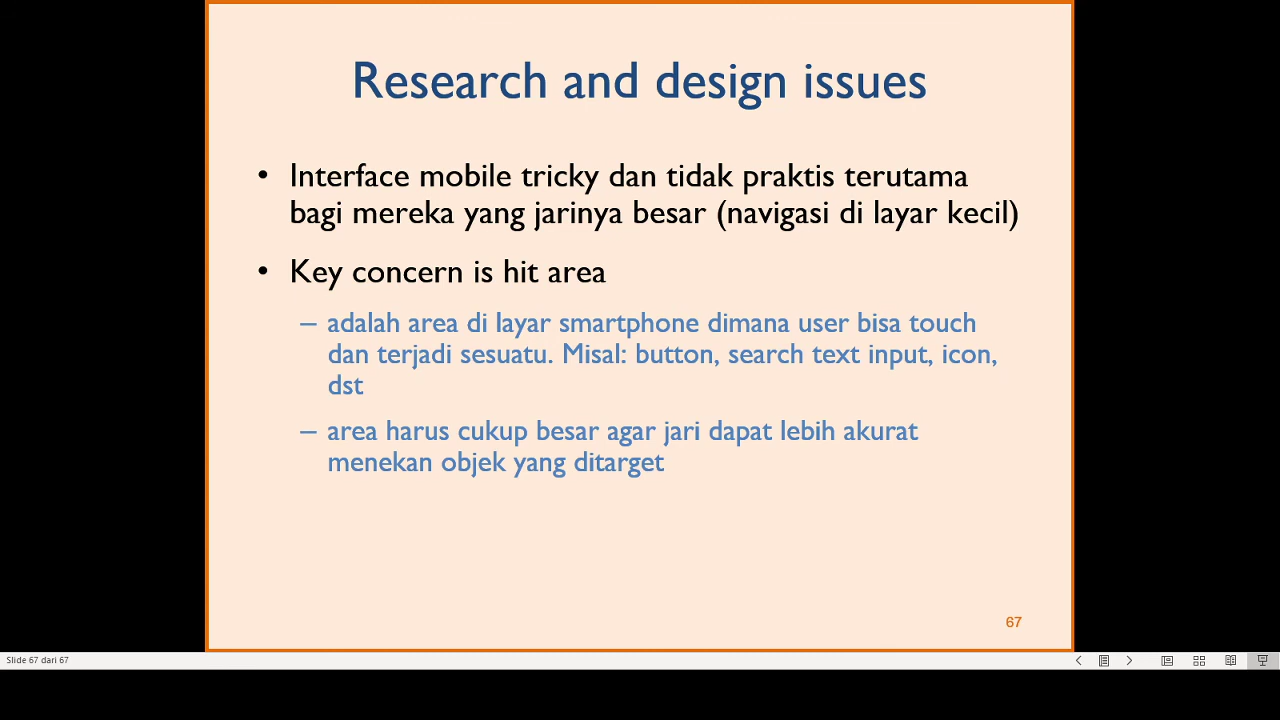 Research and design issues
• Interface mobile tricky dan tidak praktis terutama
bagi mereka yang jarinya besar (navigasi di layar kecil)
• Key concern is hit area
– adalah area di layar smartphone dimana user bisa touch
dan terjadi sesuatu. Misal: button, search text input, icon,
dst
– area harus cukup besar agar jari dapat lebih akurat
menekan objek yang ditarget
67
Slide 67 dari 67